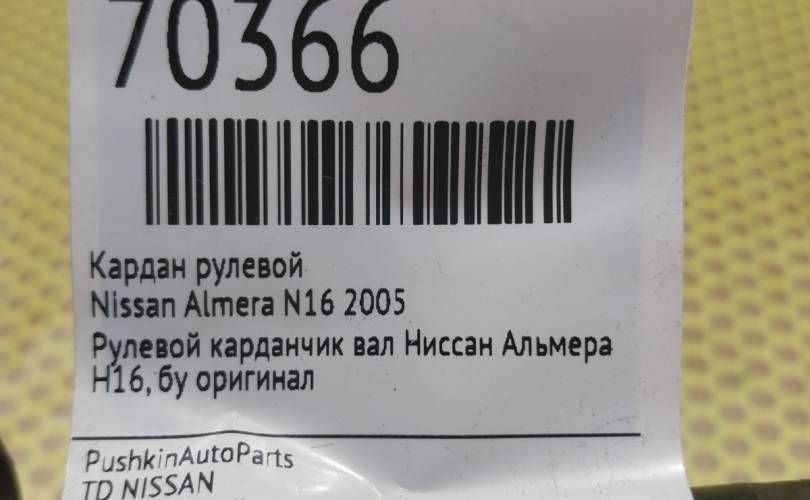 70366
Кардан рулевой
Nissan Almera N16 2005
Рулевой карданчик вал Ниссан Альмера
Н16, бу оригинал
PushkinAutoParts
TD NISSAN